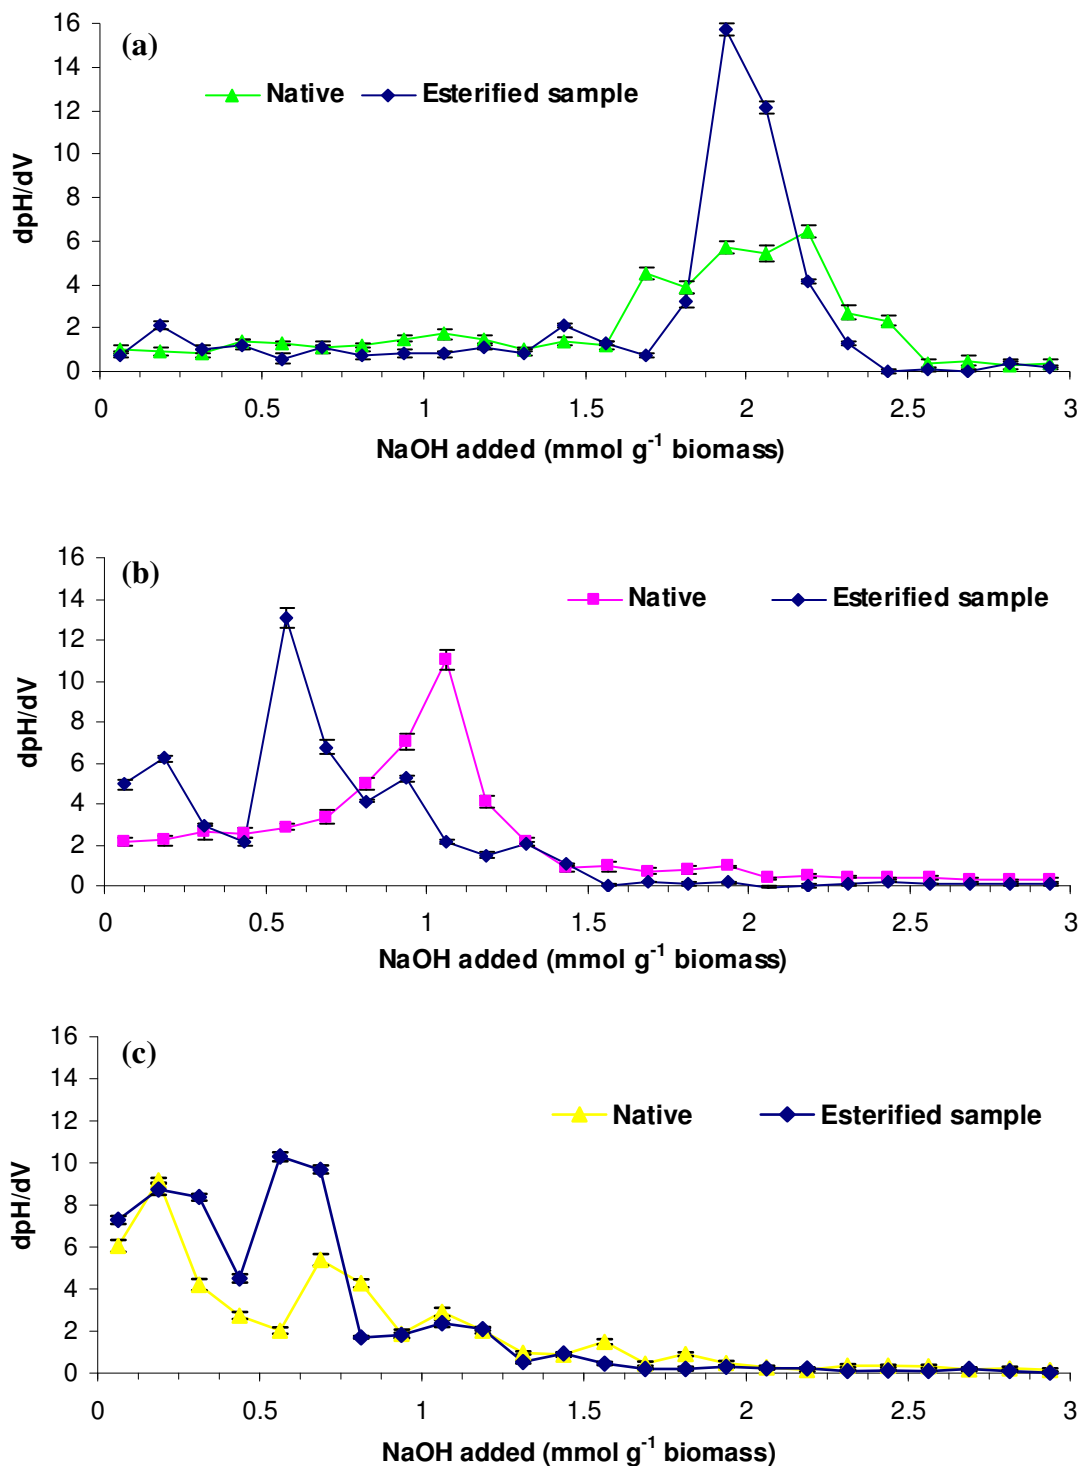 (a)
16
14
12
10
8
6
4
2
0
dpH/dV
Native Esterified sample
0 0.5 1 1.5 2 2.5 3
NaOH added (mmol g⁻¹ biomass)
(b)
16
14
12
10
8
6
4
2
0
dpH/dV
Native Esterified sample
0 0.5 1 1.5 2 2.5 3
NaOH added (mmol g⁻¹ biomass)
(c)
16
14
12
10
8
6
4
2
0
dpH/dV
Native Esterified sample
0 0.5 1 1.5 2 2.5 3
NaOH added (mmol g⁻¹ biomass)